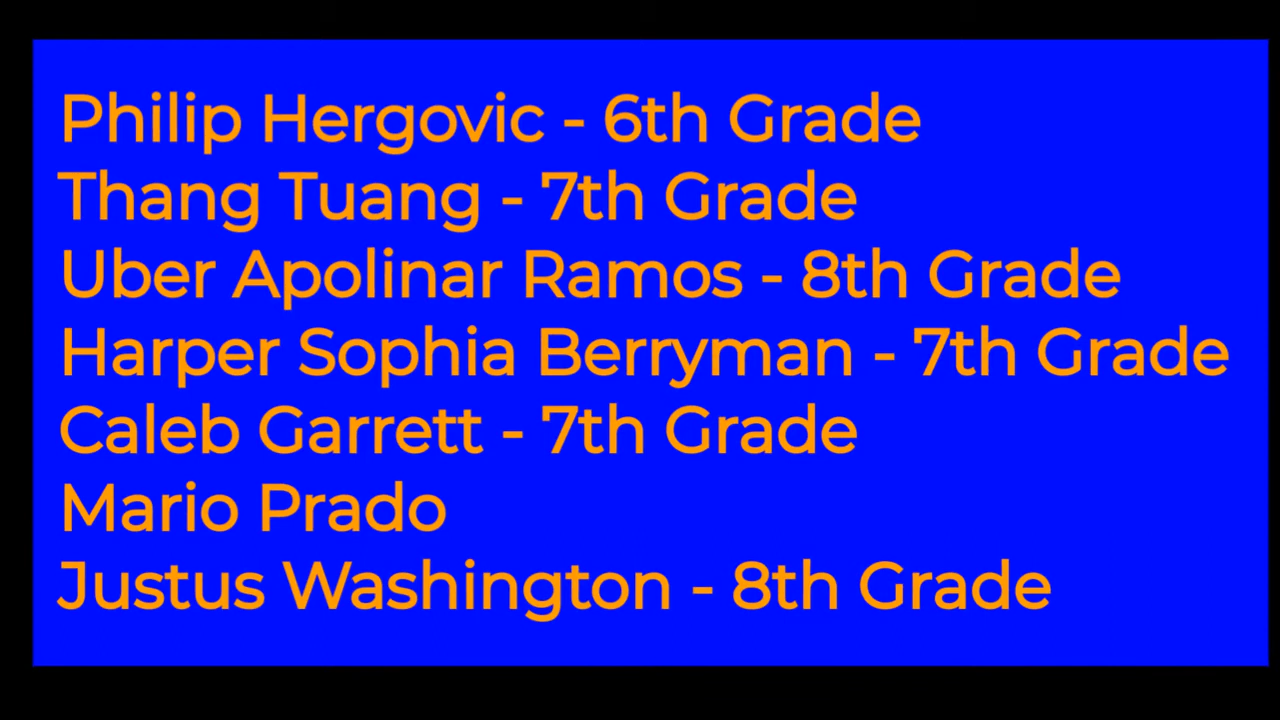 Philip Hergovic - 6th Grade
Thang Tuang - 7th Grade
Uber Apolinar Ramos - 8th Grade
Harper Sophia Berryman - 7th Grade
Caleb Garrett - 7th Grade
Mario Prado
Justus Washington - 8th Grade